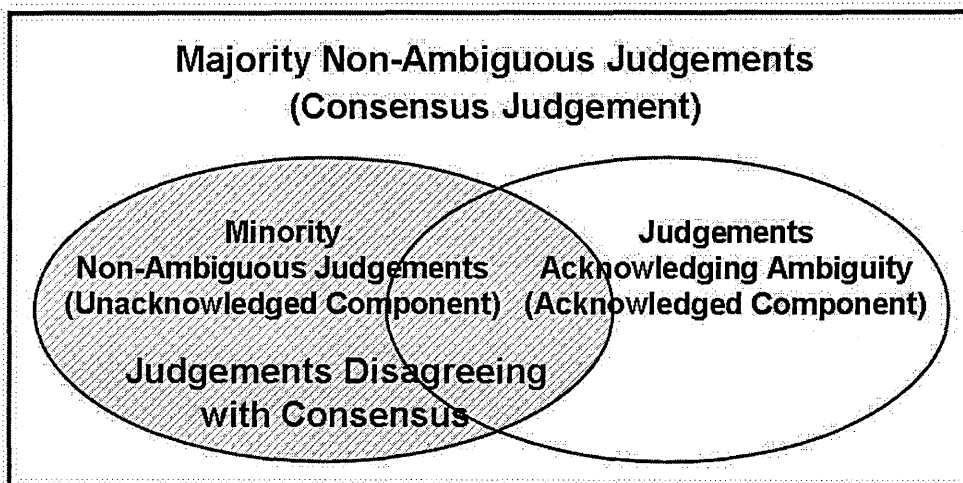 Majority Non-Ambiguous Judgements
(Consensus Judgement)
Minority
Non-Ambiguous Judgements
(Unacknowledged Component)
Judgements
Acknowledging Ambiguity
(Acknowledged Component)
Judgements Disagreeing
with Consensus